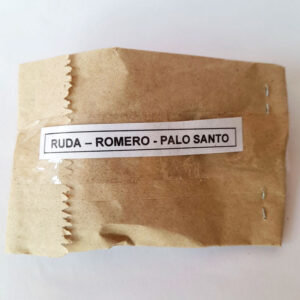 RUDA – ROMERO - PALO SANTO